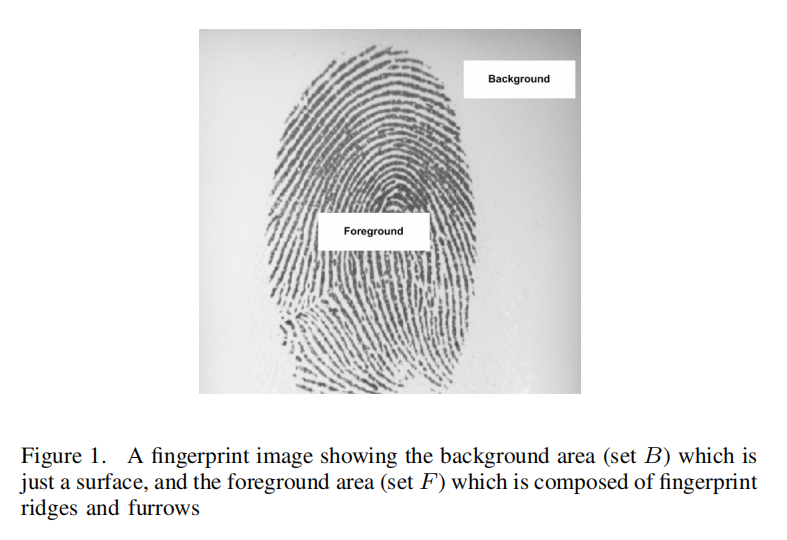 Background
Foreground
Figure 1. A fingerprint image showing the background area (set B) which is
just a surface, and the foreground area (set F) which is composed of fingerprint
ridges and furrows